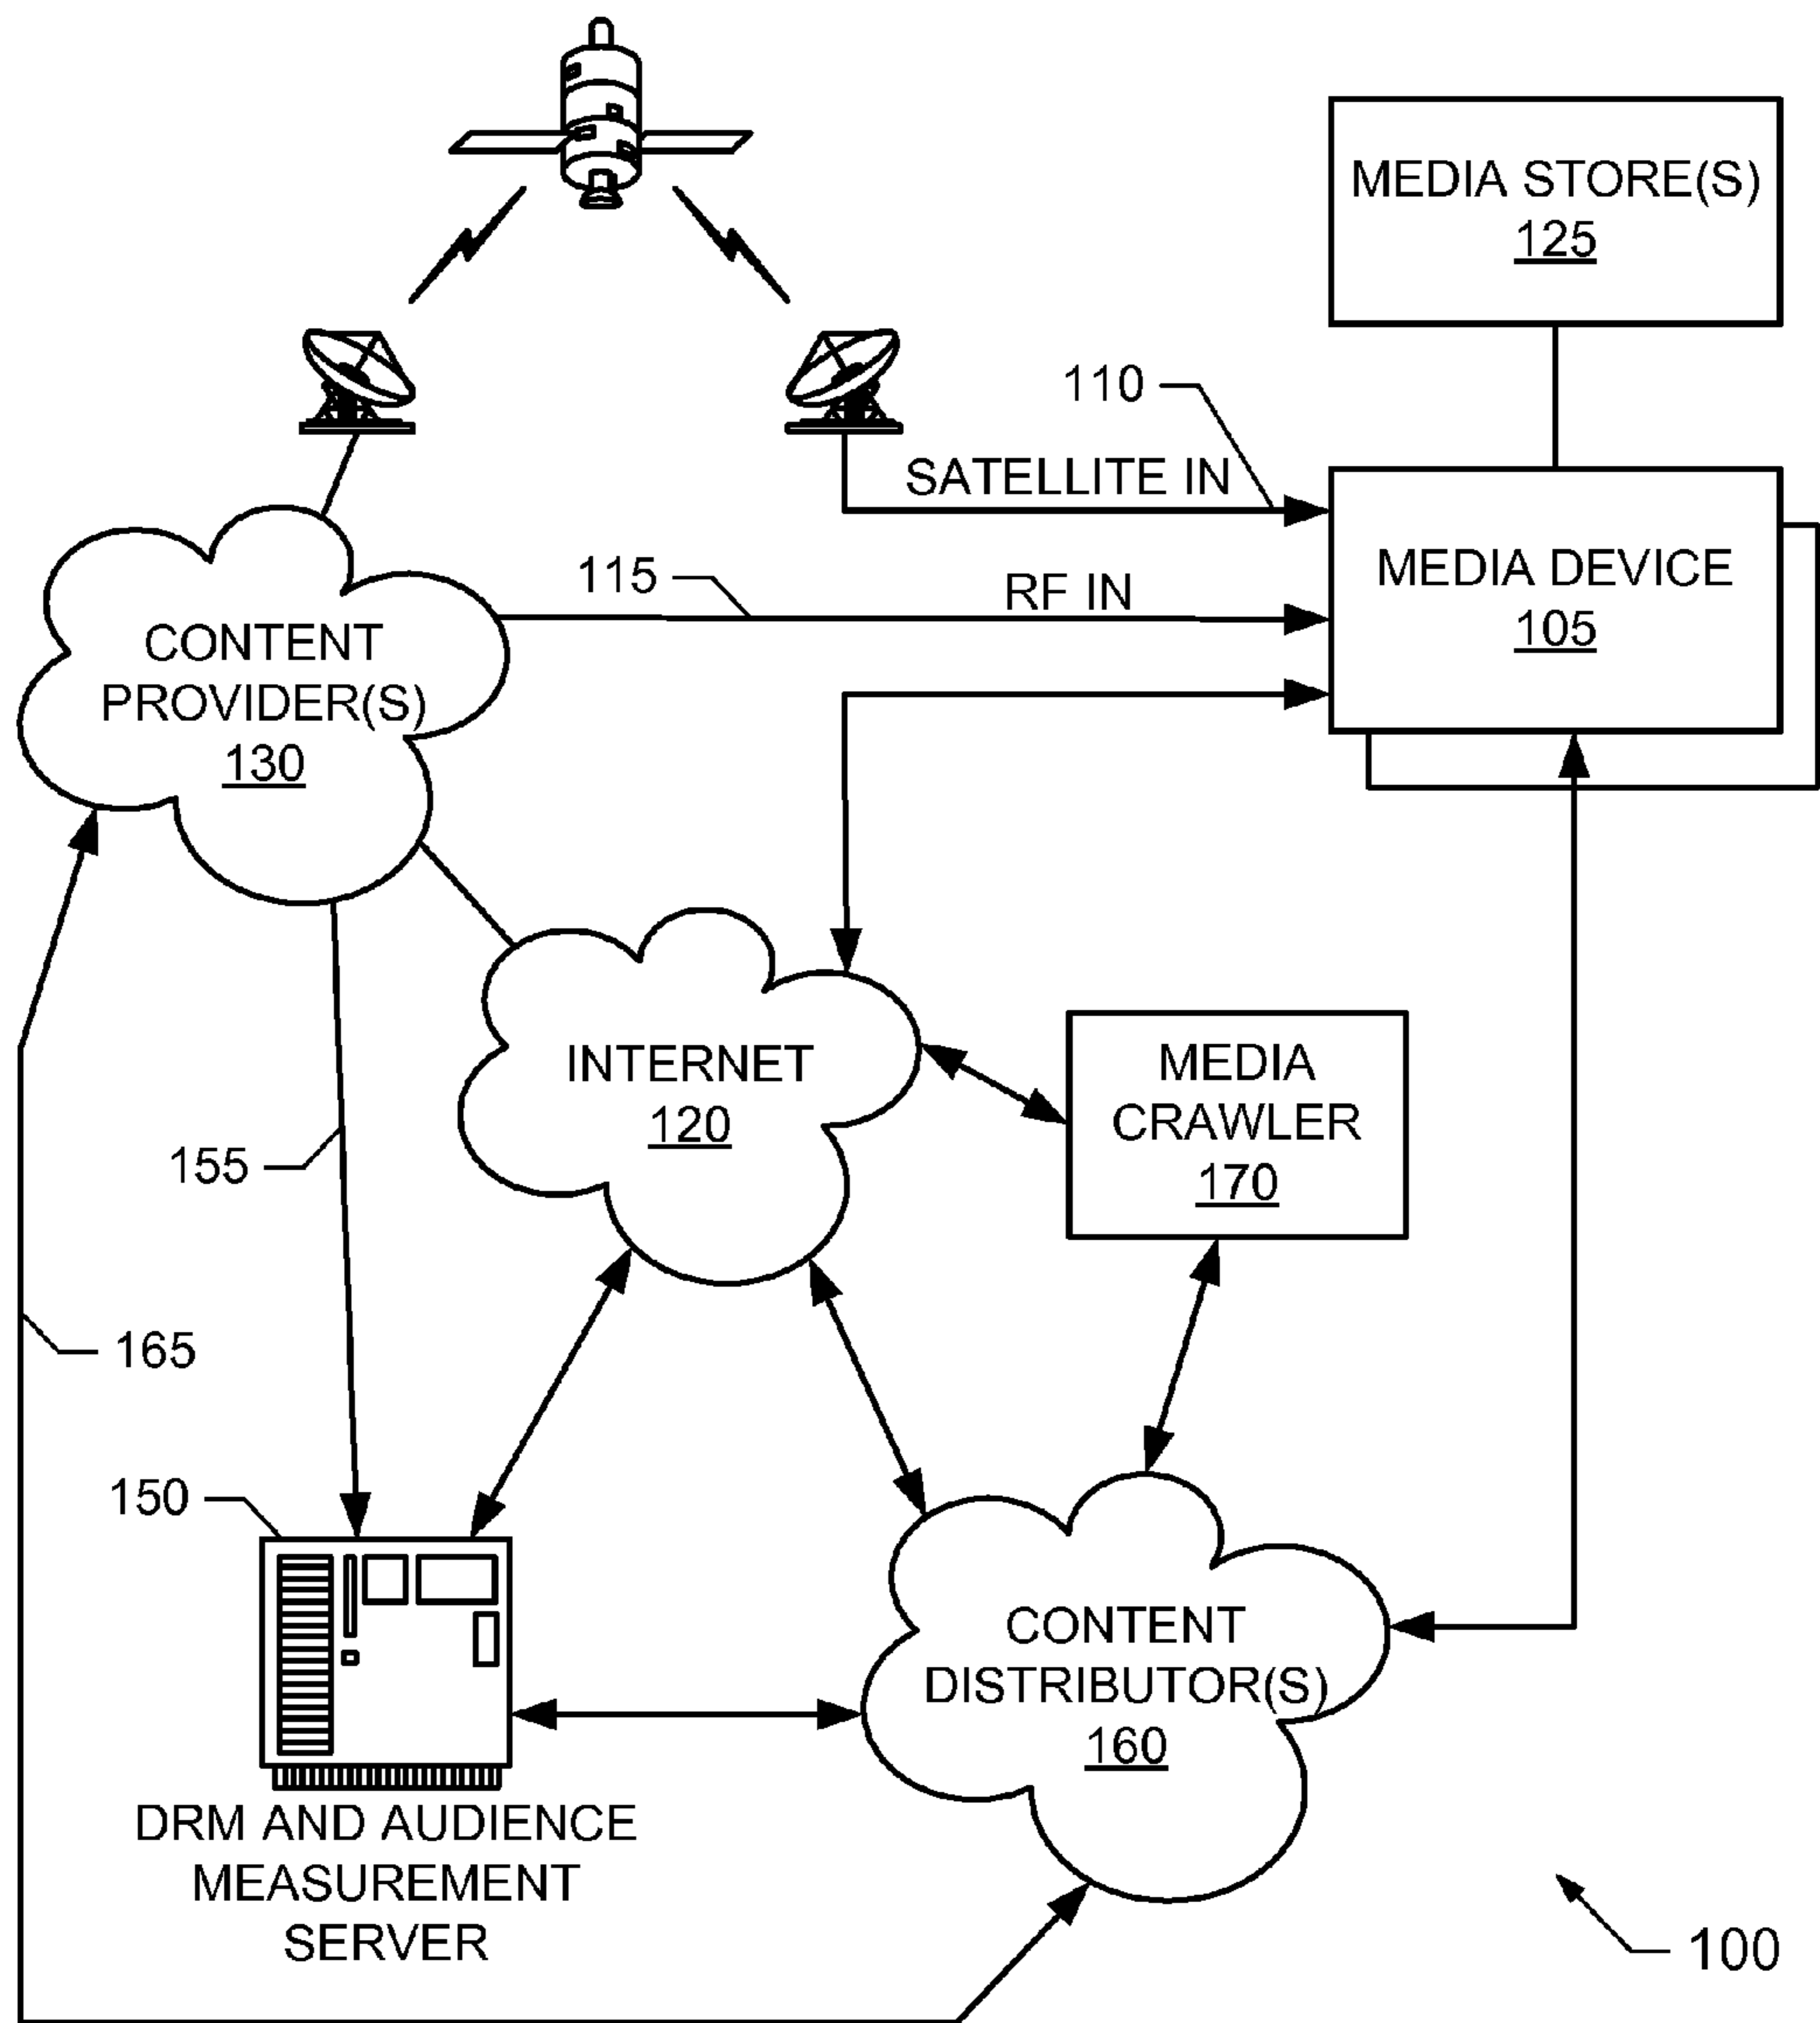 MEDIA STORE(S)
125
110
SATELLITE IN
MEDIA DEVICE
105
115
RF IN
CONTENT
PROVIDER(S)
130
INTERNET
120
MEDIA
CRAWLER
170
155
165
150
CONTENT
DISTRIBUTOR(S)
160
DRM AND AUDIENCE
MEASUREMENT
SERVER
100